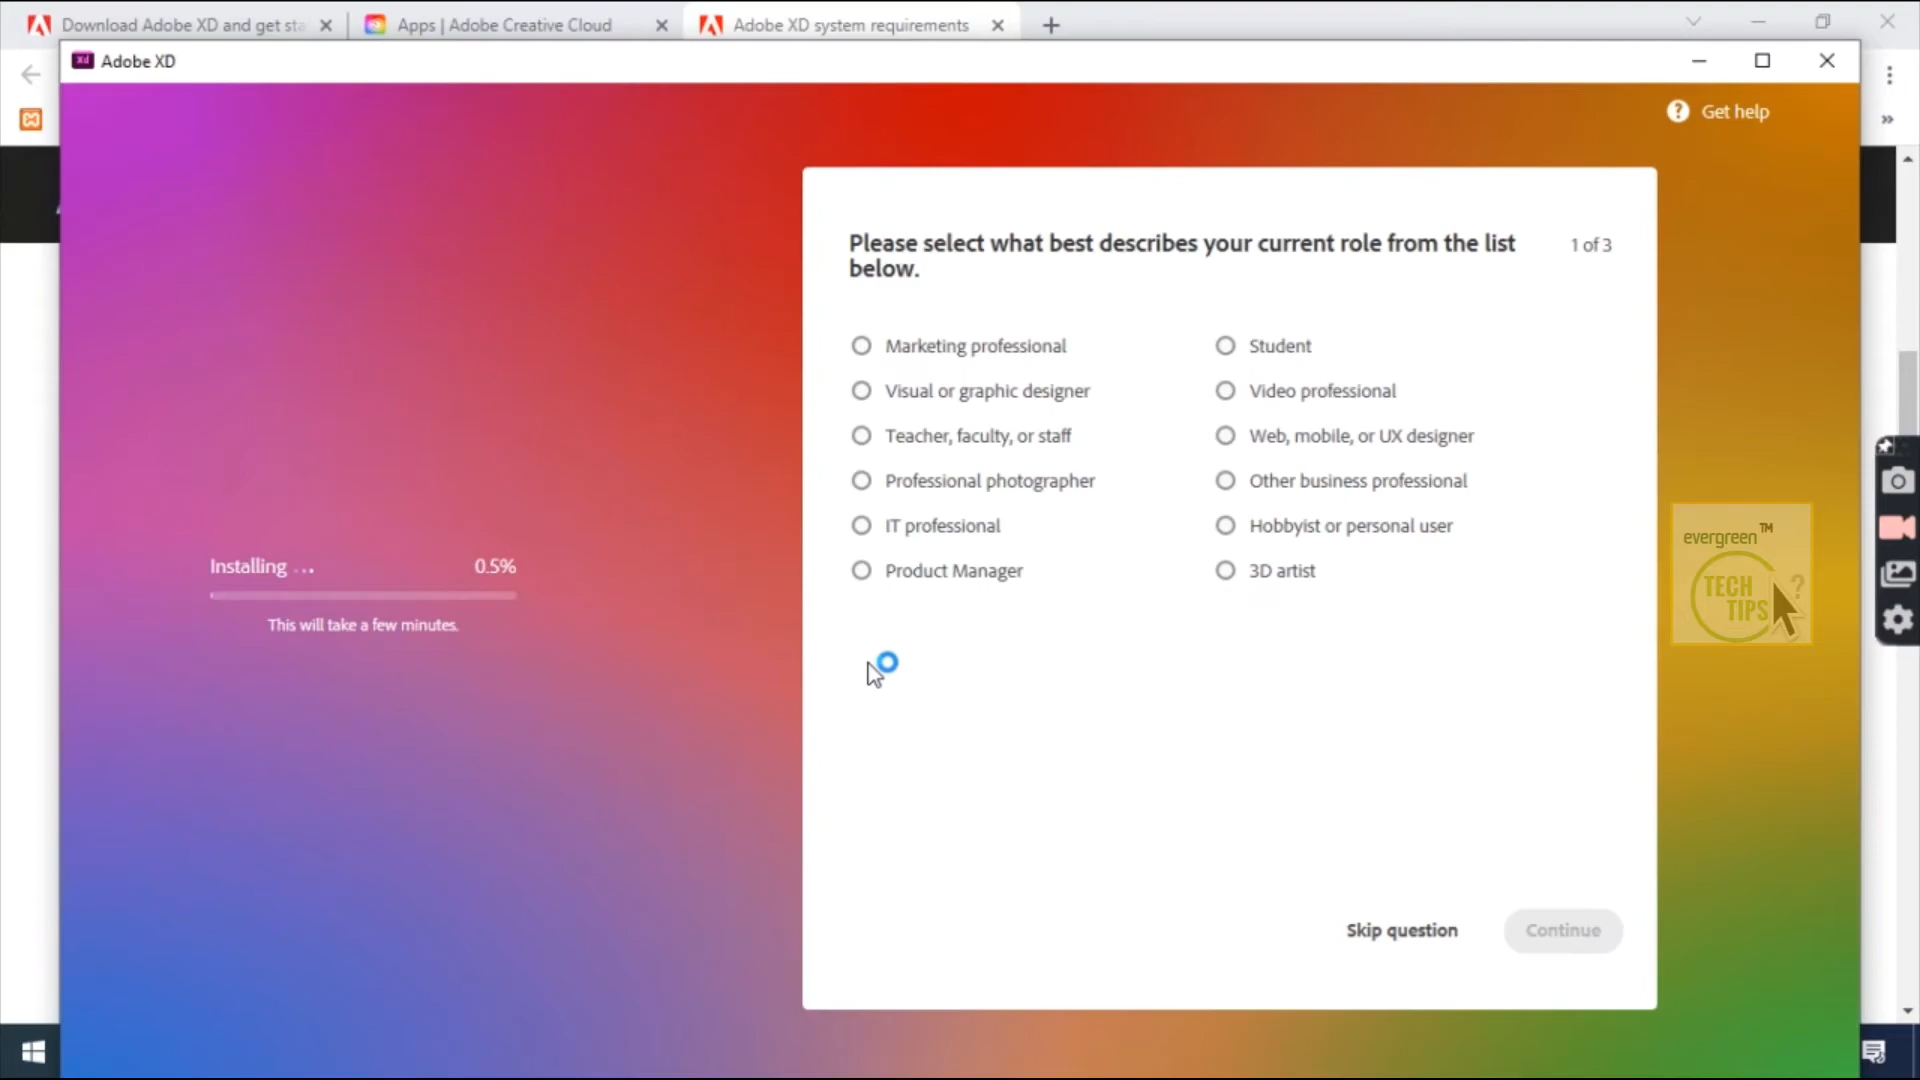 Download Adobe XD and get sta
Apps | Adobe Creative Cloud
Adobe XD system requirements
Xd Adobe XD
Get help
Please select what best describes your current role from the list
below.
1 of 3
Marketing professional
Student
Visual or graphic designer
Video professional
Teacher, faculty, or staff
Web, mobile, or UX designer
Professional photographer
Other business professional
IT professional
Hobbyist or personal user
Product Manager
3D artist
Installing ...
0.5%
This will take a few minutes.
evergreen™
TECH
TIPS
?
Skip question
Continue